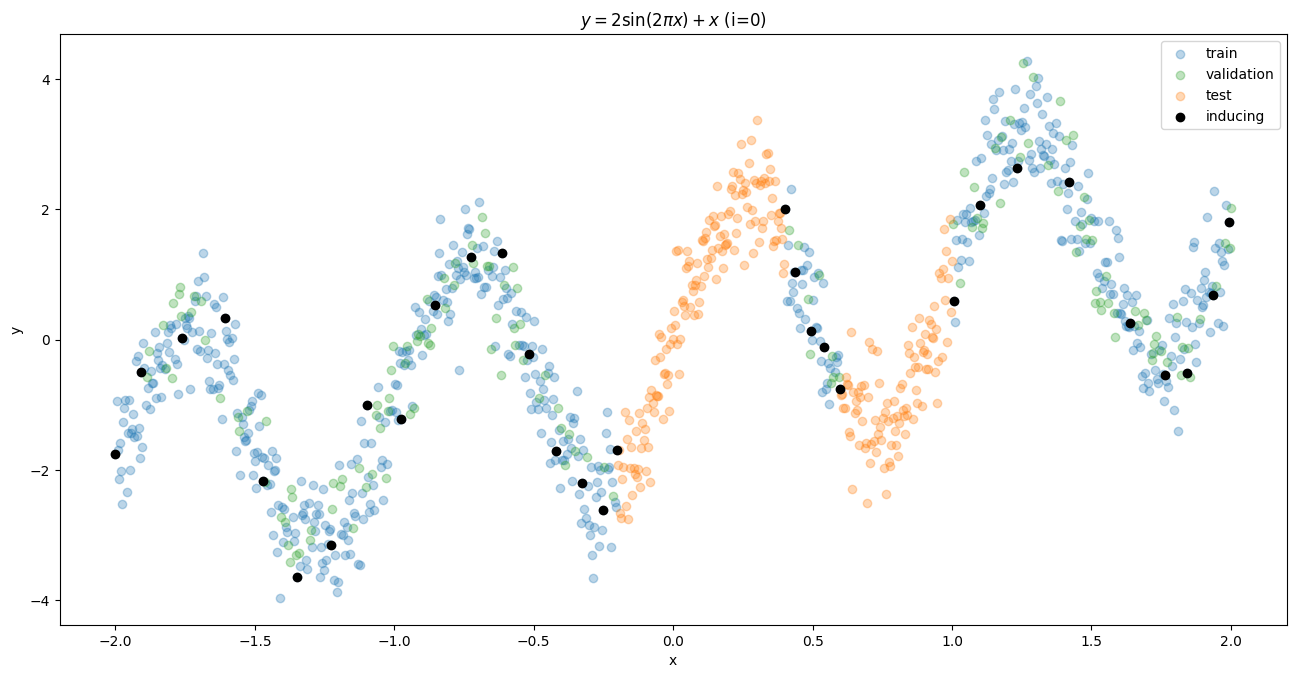 y = 2sin(2πx) + x (i=0)
train
validation
test
inducing
y
4
2
0
−2
−4
−2.0 −1.5 −1.0 −0.5 0.0 0.5 1.0 1.5 2.0
x